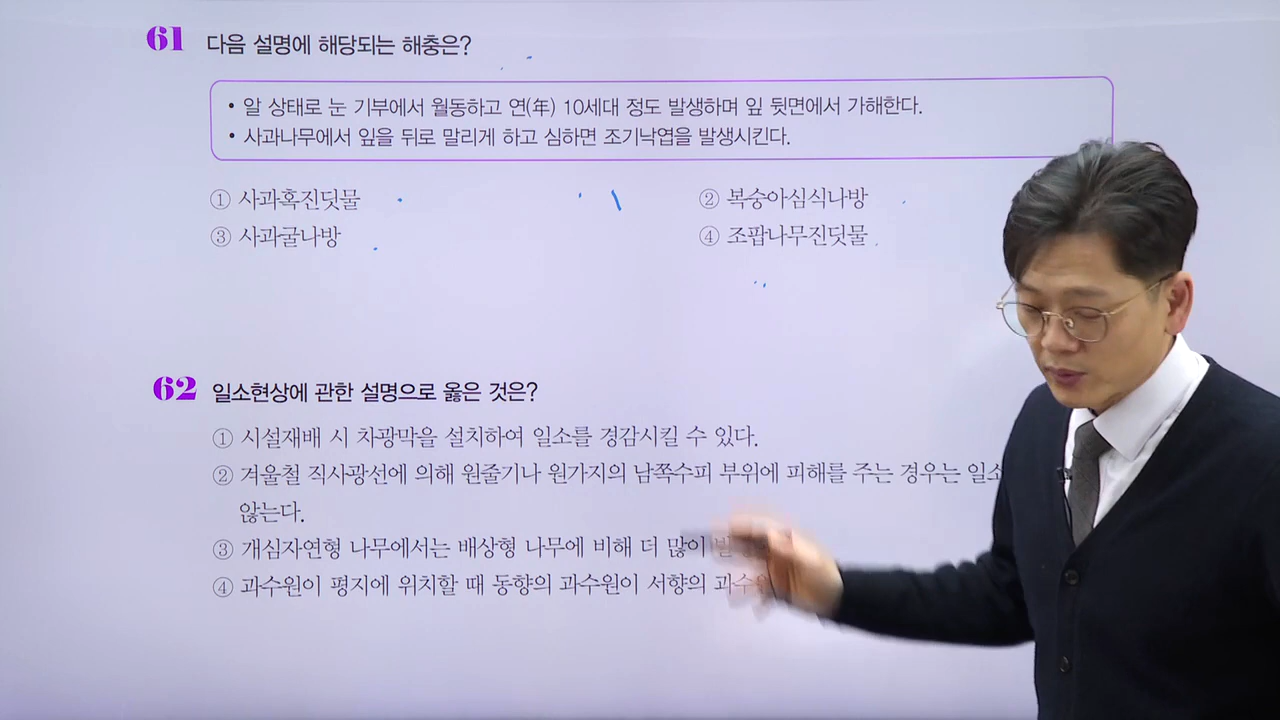 61 다음 설명에 해당되는 해충은?
• 알 상태로 눈 기부에서 월동하고 연(年) 10세대 정도 발생하며 잎 뒷면에서 가해한다.
• 사과나무에서 잎을 뒤로 말리게 하고 심하면 조기낙엽을 발생시킨다.
① 사과혹진딧물 ② 복숭아심식나방
③ 사과굴나방 ④ 조팝나무진딧물
62 일소현상에 관한 설명으로 옳은 것은?
① 시설재배 시 차광막을 설치하여 일소를 경감시킬 수 있다.
② 겨울철 직사광선에 의해 원줄기나 원가지의 남쪽수피 부위에 피해를 주는 경우는 일소
않는다.
③ 개심자연형 나무에서는 배상형 나무에 비해 더 많이
④ 과수원이 평지에 위치할 때 동향의 과수원이 서향의